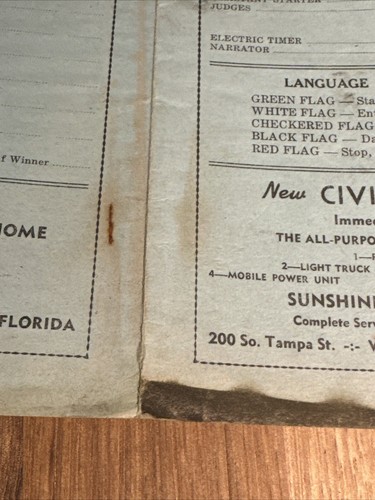 f Winner
HOME
FLORIDA
JUDGES
ELECTRIC TIMER
NARRATOR
LANGUAGE
GREEN FLAG — Sta
WHITE FLAG — En
CHECKERED FLAG
BLACK FLAG — Da
RED FLAG — Stop,
New CIVI
Immed
THE ALL-PURPO
1—
2—LIGHT TRUCK
4—MOBILE POWER UNIT
SUNSHIN
Complete Serv
200 So. Tampa St. -:-